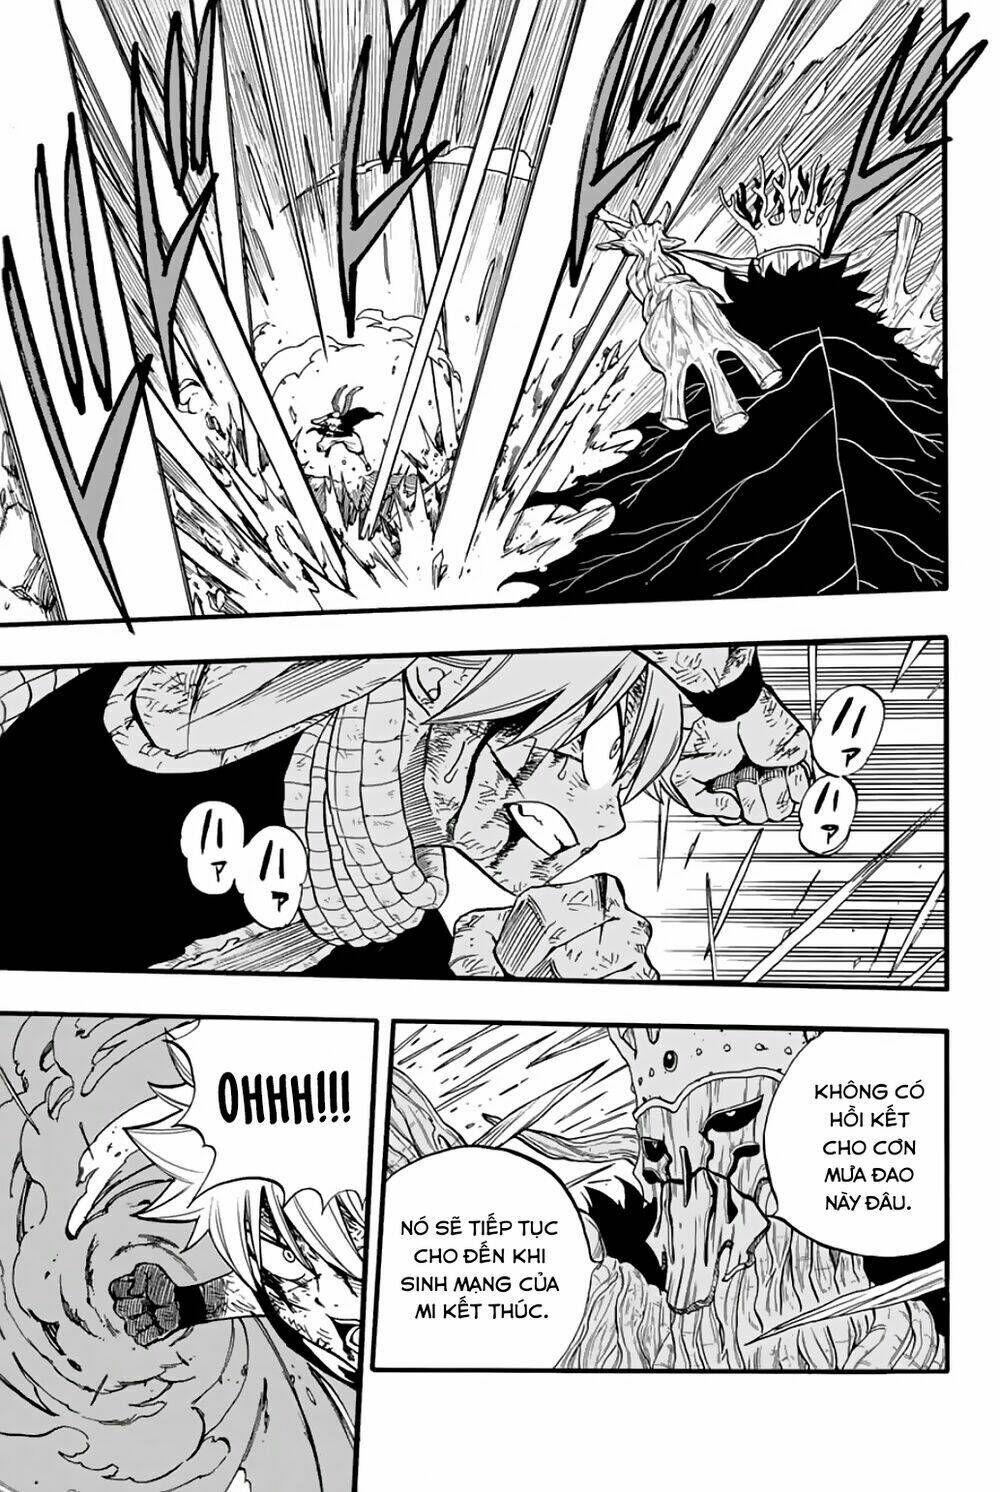 ハァ
ハァ
ハァ
ハァ
KHÔNG CÓ
HỒI KẾT
CHO CƠN
MƯA ĐAO
NÀY ĐÂU.
NÓ SẼ TIẾP TỤC
CHO ĐẾN KHI
SINH MẠNG CỦA
MI KẾT THÚC.
OHHH!!!